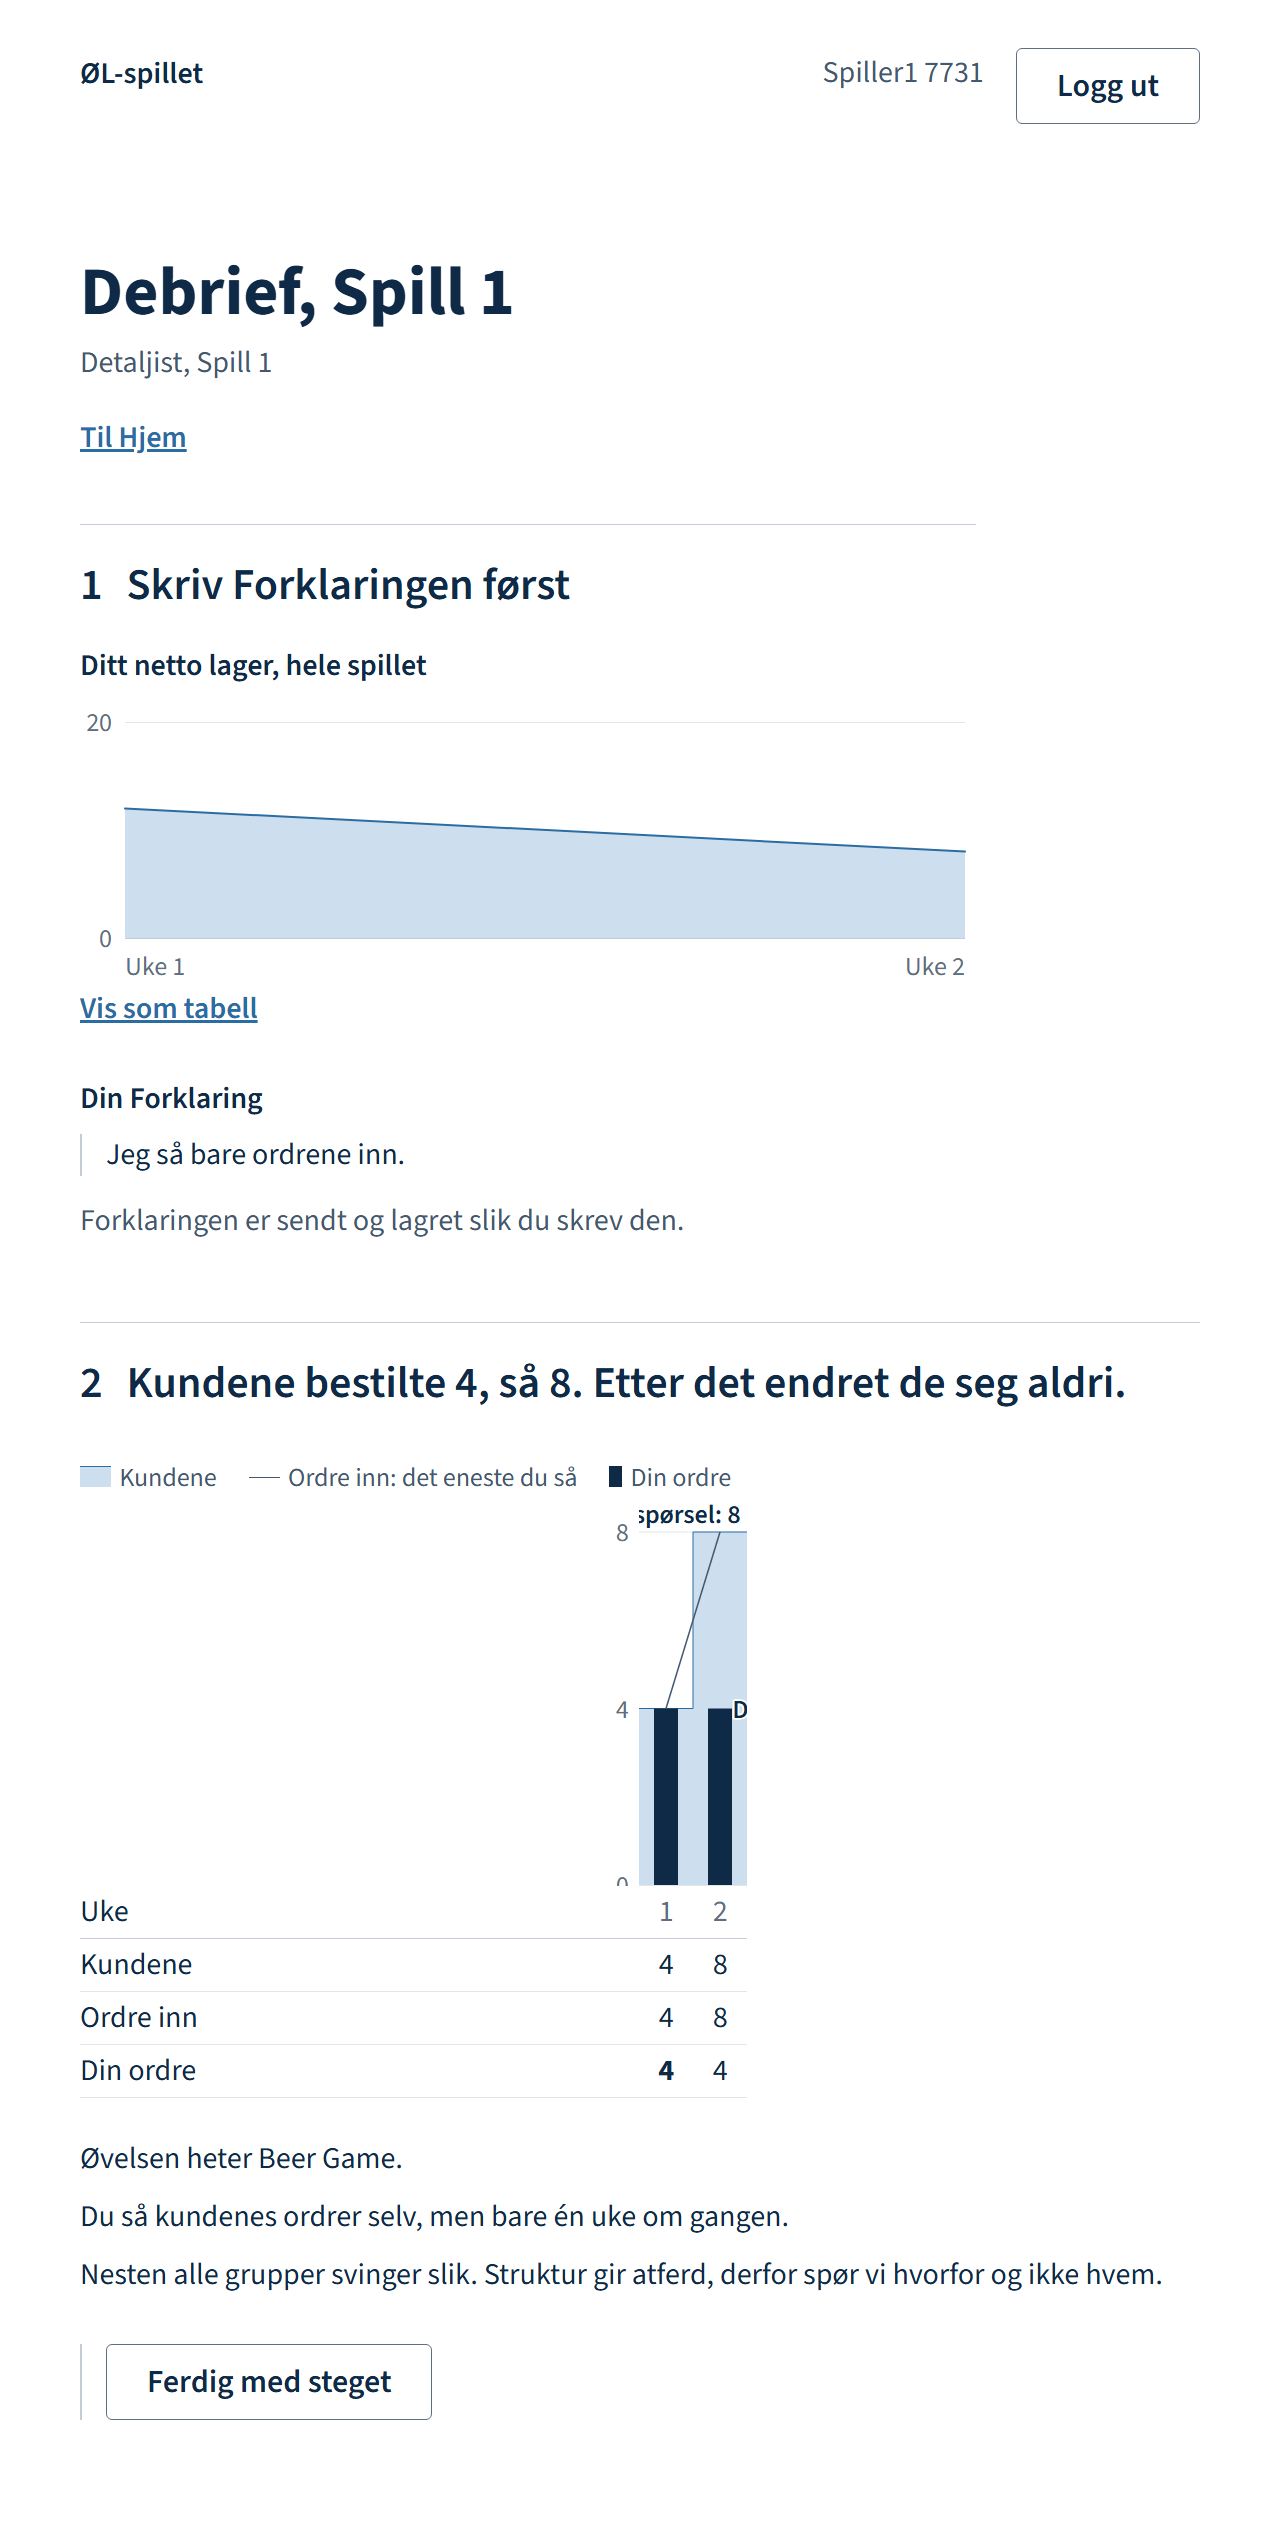 ØL-spillet
Spiller1 7731
Logg ut
Debrief, Spill 1
Detaljist, Spill 1
Til Hjem
1 Skriv Forklaringen først
Ditt netto lager, hele spillet
20
0
Uke 1 Uke 2
Vis som tabell
Din Forklaring
Jeg så bare ordrene inn.
Forklaringen er sendt og lagret slik du skrev den.
2 Kundene bestilte 4, så 8. Etter det endret de seg aldri.
Kundene Ordre inn: det eneste du så Din ordre
spørsel: 8
8
4 D
0
Uke 1 2
Kundene 4 8
Ordre inn 4 8
Din ordre 4 4
Øvelsen heter Beer Game.
Du så kundenes ordrer selv, men bare én uke om gangen.
Nesten alle grupper svinger slik. Struktur gir atferd, derfor spør vi hvorfor og ikke hvem.
Ferdig med steget